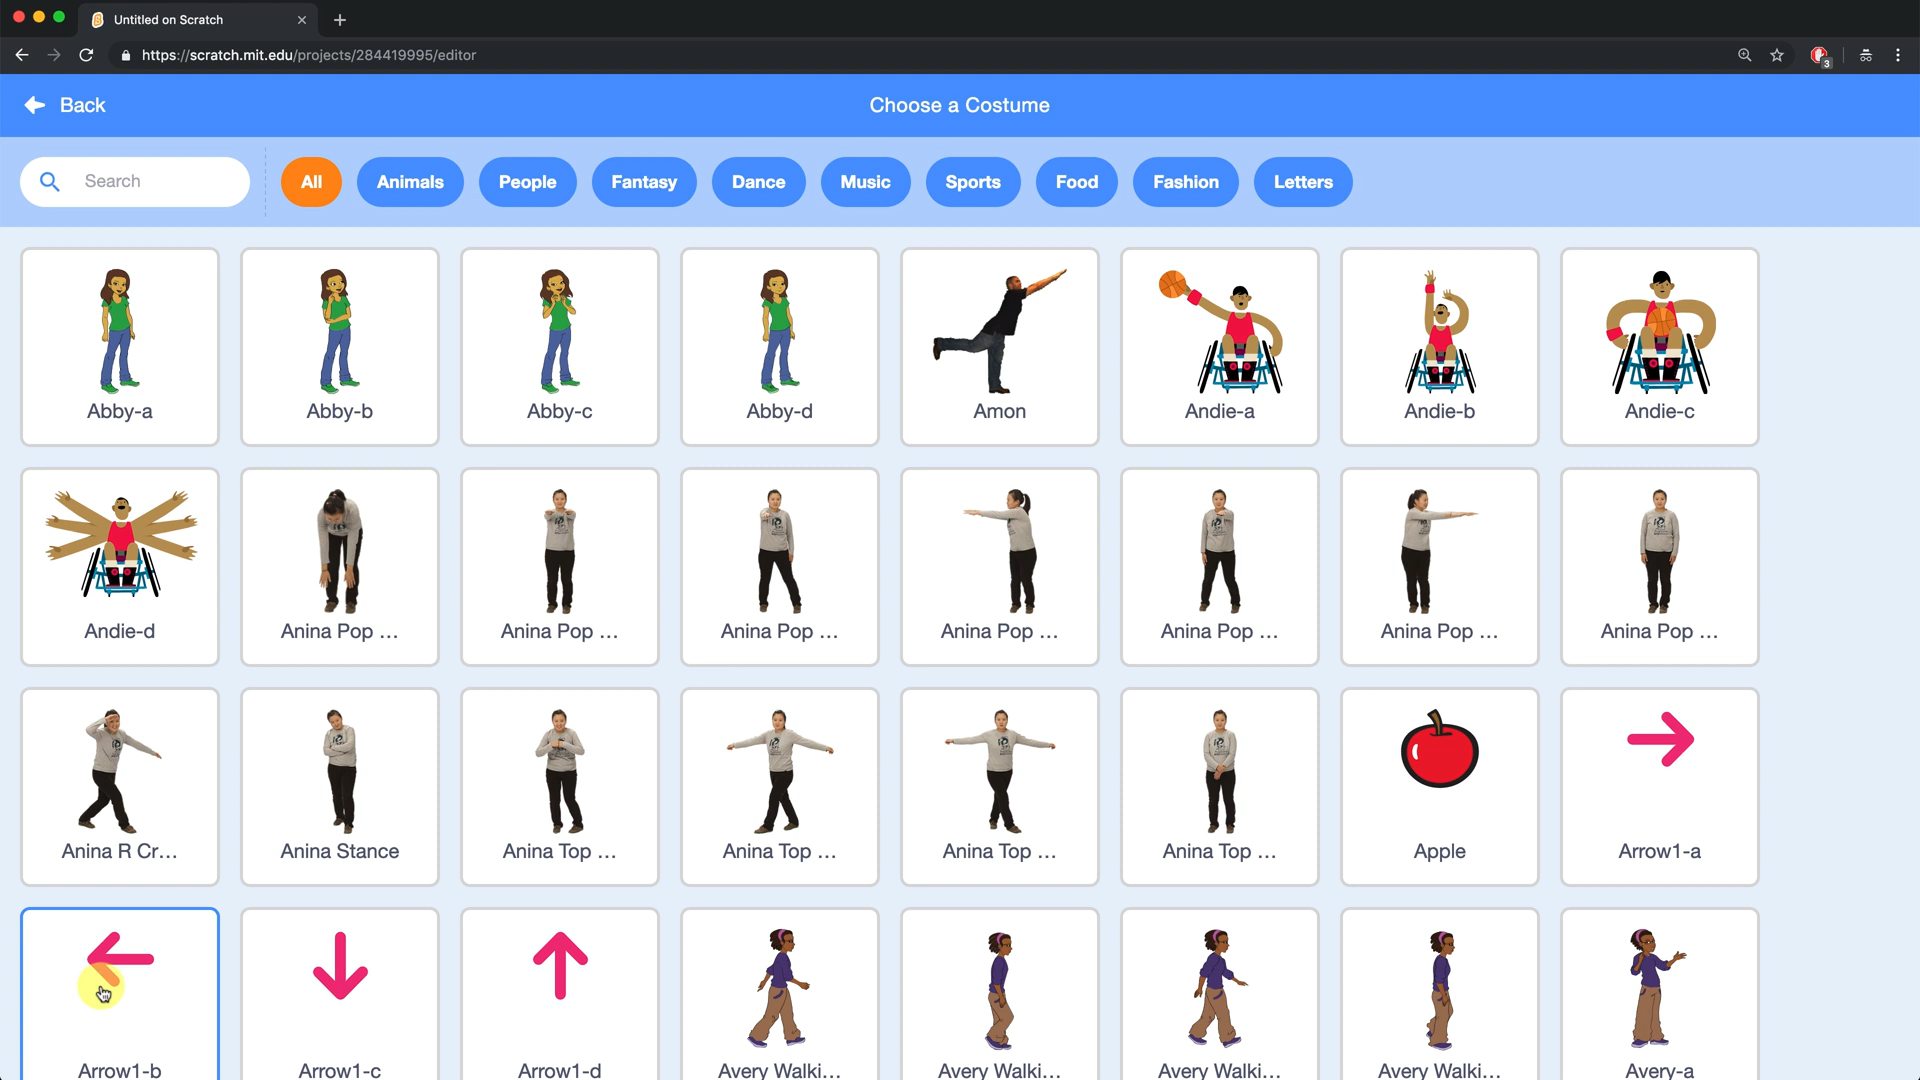 Untitled on Scratch
https://scratch.mit.edu/projects/284419995/editor
3
Back
Choose a Costume
Search
All
Animals
People
Fantasy
Dance
Music
Sports
Food
Fashion
Letters
Abby-a
Abby-b
Abby-c
Abby-d
Amon
Andie-a
Andie-b
Andie-c
Andie-d
Anina Pop ...
Anina Pop ...
Anina Pop ...
Anina Pop ...
Anina Pop ...
Anina Pop ...
Anina Pop ...
Anina R Cr...
Anina Stance
Anina Top ...
Anina Top ...
Anina Top ...
Anina Top ...
Apple
Arrow1-a
Arrow1-b
Arrow1-c
Arrow1-d
Avery Walki...
Avery Walki...
Avery Walki...
Avery Walki...
Avery-a